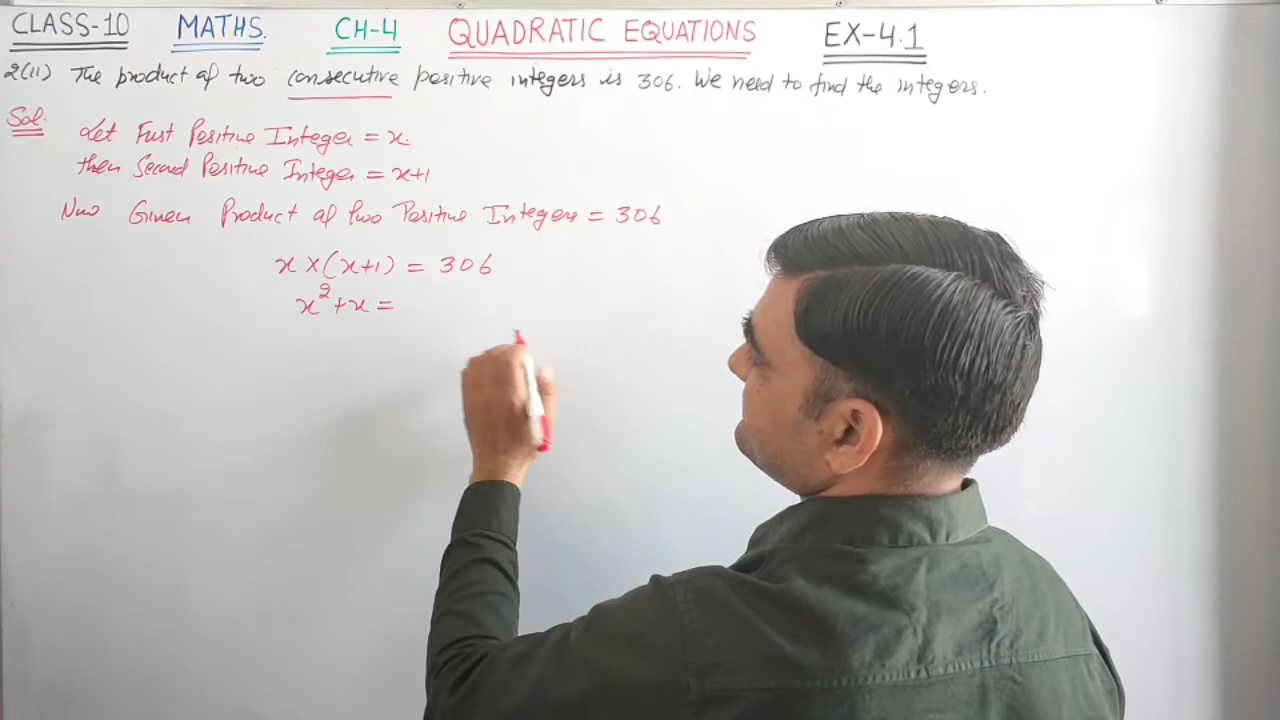 CLASS-10 MATHS. CH-4 QUADRATIC EQUATIONS EX-4.1
2(ii) The product of two consecutive positive integers is 306. We need to find the integers.
Sol. Let First Positive Integer = x.
then Second Positive Integer = x+1
Now Given Product of two Positive Integers = 306
x × (x+1) = 306
x² + x =